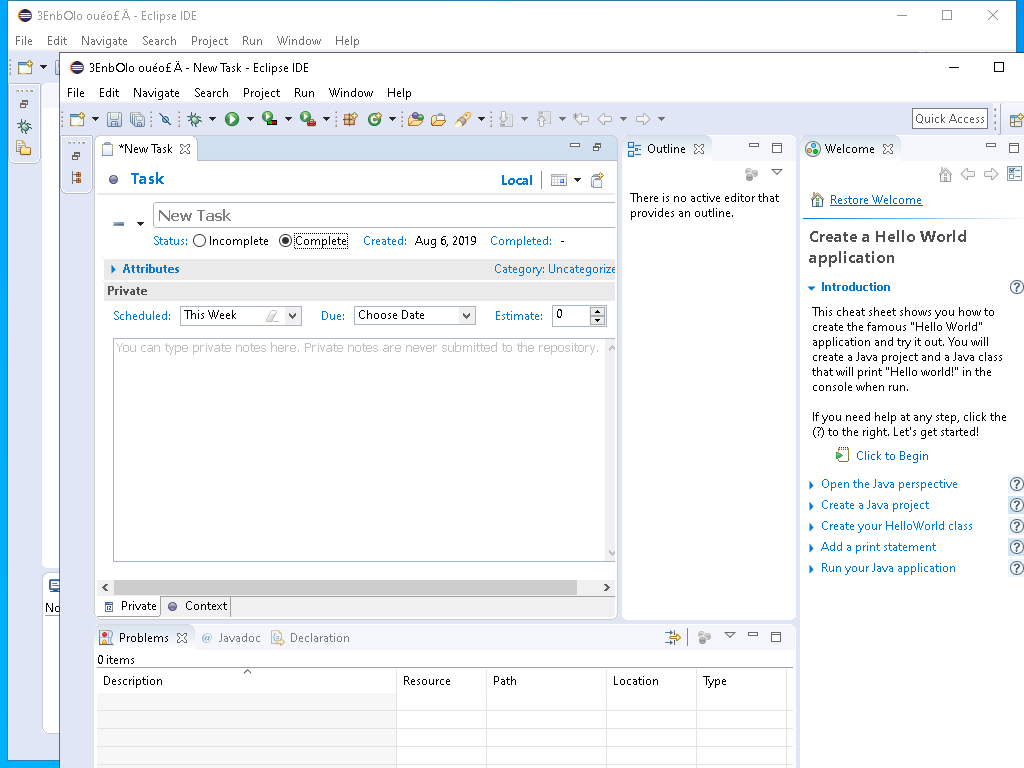 3EnbOlo ouéo£ Ä - Eclipse IDE
File Edit Navigate Search Project Run Window Help
3EnbOlo ouéo£ Ä - New Task - Eclipse IDE
File Edit Navigate Search Project Run Window Help
Quick Access
*New Task
Outline
Welcome
Task
Local
There is no active editor that
provides an outline.
Restore Welcome
New Task
Status: Incomplete Complete Created: Aug 6, 2019 Completed: -
Create a Hello World
application
Attributes
Category: Uncategorize
Private
Introduction
Scheduled: This Week Due: Choose Date Estimate: 0
You can type private notes here. Private notes are never submitted to the repository.
This cheat sheet shows you how to
create the famous "Hello World"
application and try it out. You will
create a Java project and a Java class
that will print "Hello world!" in the
console when run.
If you need help at any step, click the
(?) to the right. Let's get started!
Click to Begin
Open the Java perspective
Create a Java project
Create your HelloWorld class
Add a print statement
Run your Java application
No
Private Context
Problems @ Javadoc Declaration
0 items
Description Resource Path Location Type